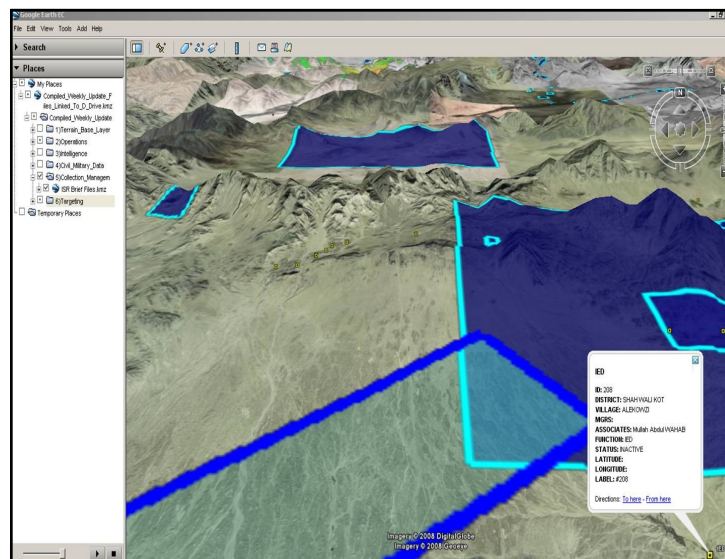 Google Earth EC
File Edit View Tools Add Help
Search
Places
My Places
Compiled_Weekly_Update_F
iles_Linked_To_D_Drive.kmz
Compiled_Weekly_Update
1)Terrain_Base_Layer
2)Operations
3)Intelligence
4)Civil_Military_Data
5)Collection_Managem
ISR Brief Files.kmz
6)Targeting
Temporary Places
N
IED
ID: 208
DISTRICT: SHAH WALI KOT
VILLAGE: ALEKOWZI
MGRS:
ASSOCIATES: Mullah Abdul WAHAB
FUNCTION: IED
STATUS: INACTIVE
LATITUDE:
LONGITUDE:
LABEL: #208
Directions: To here - From here
Imagery © 2008 DigitalGlobe
Imagery © 2008 Geoeye